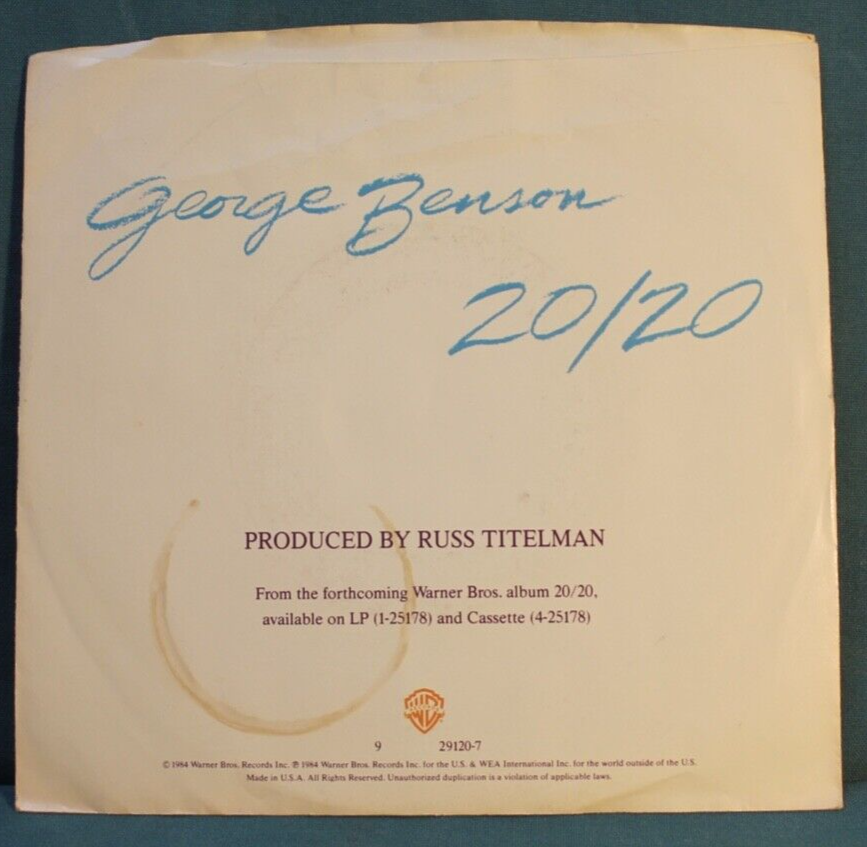 George Benson
20/20
PRODUCED BY RUSS TITELMAN
From the forthcoming Warner Bros. album 20/20,
available on LP (1-25178) and Cassette (4-25178)
9 29120-7
© 1984 Warner Bros. Records Inc. ℗ 1984 Warner Bros. Records Inc. for the U.S. & WEA International Inc. for the world outside of the U.S.
Made in U.S.A. All Rights Reserved. Unauthorized duplication is a violation of applicable laws.